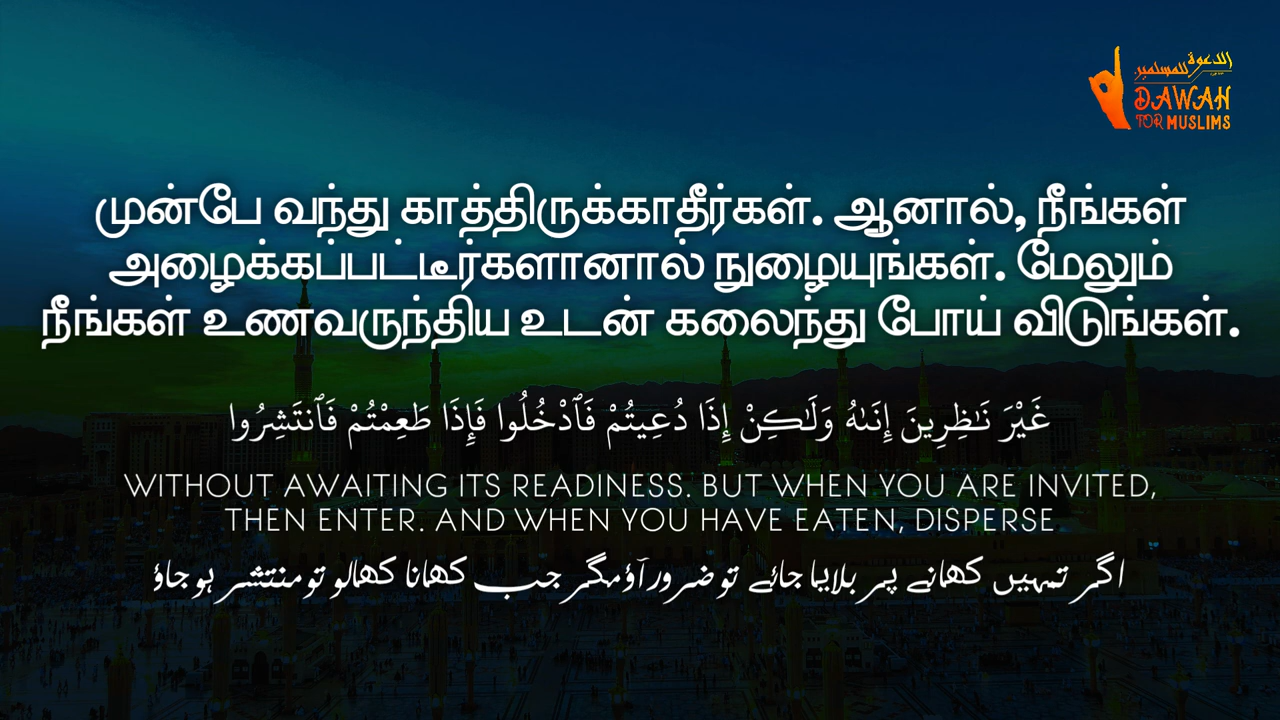 الدعوة للمسلمين
DAWAH
FOR MUSLIMS
முன்பே வந்து காத்திருக்காதீர்கள். ஆனால், நீங்கள்
அழைக்கப்பட்டீர்களானால் நுழையுங்கள். மேலும்
நீங்கள் உணவருந்திய உடன் கலைந்து போய் விடுங்கள்.
غَيْرَ نَـٰظِرِينَ إِنَىٰهُ وَلَـٰكِنْ إِذَا دُعِيتُمْ فَٱدْخُلُوا فَإِذَا طَعِمْتُمْ فَٱنتَشِرُوا
WITHOUT AWAITING ITS READINESS. BUT WHEN YOU ARE INVITED,
THEN ENTER. AND WHEN YOU HAVE EATEN, DISPERSE
اگر تمہیں کھانے پر بلایا جائے تو ضرور آؤ مگر جب کھانا کھالو تو منتشر ہو جاؤ